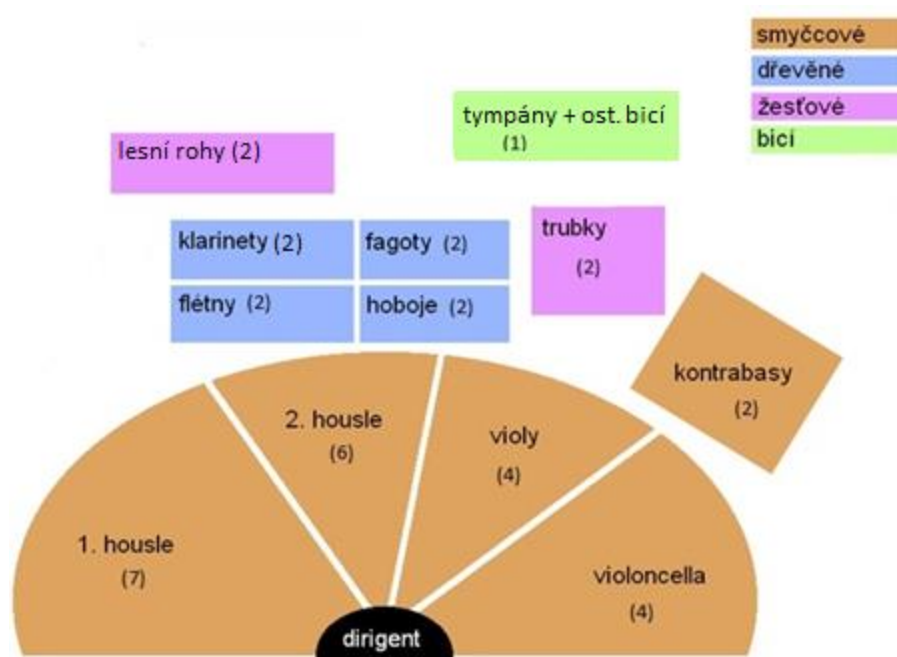 smyčcové
dřevěné
žesťové
bicí
tympány + ost. bicí
(1)
lesní rohy (2)
klarinety (2)
fagoty (2)
trubky
(2)
flétny (2)
hoboje (2)
kontrabasy
(2)
2. housle
(6)
violy
(4)
1. housle
(7)
violoncella
(4)
dirigent